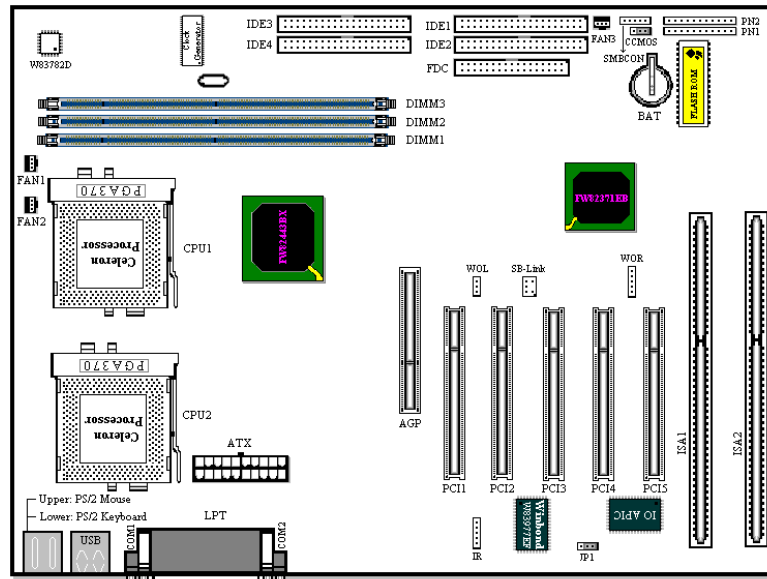 IDE3
IDE1
IDE4
IDE2
FDC
FAN3
CCMOS
SMBCON
PN2
PN1
W83782D
Clock
Generator
BAT
FLASH ROM
DIMM3
DIMM2
DIMM1
FAN1
FAN2
PGA370
Celeron
Processor
CPU1
FW82443BX
FW82371EB
WOL
SB-Link
WOR
PGA370
Celeron
Processor
CPU2
ATX
AGP
ISA1
ISA2
PCI1
PCI2
PCI3
PCI4
PCI5
Upper: PS/2 Mouse
Lower: PS/2 Keyboard
USB
COM1
LPT
COM2
IR
Winbond
W83977EF
IO APIC
JP1